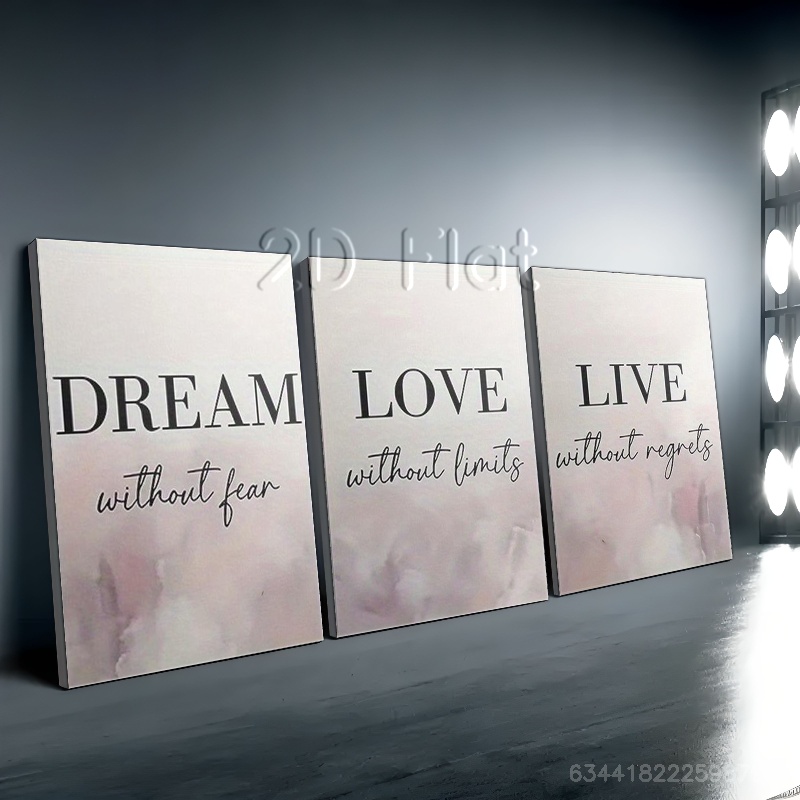 2D Flat
DREAM
without fear
LOVE
without limits
LIVE
without regrets